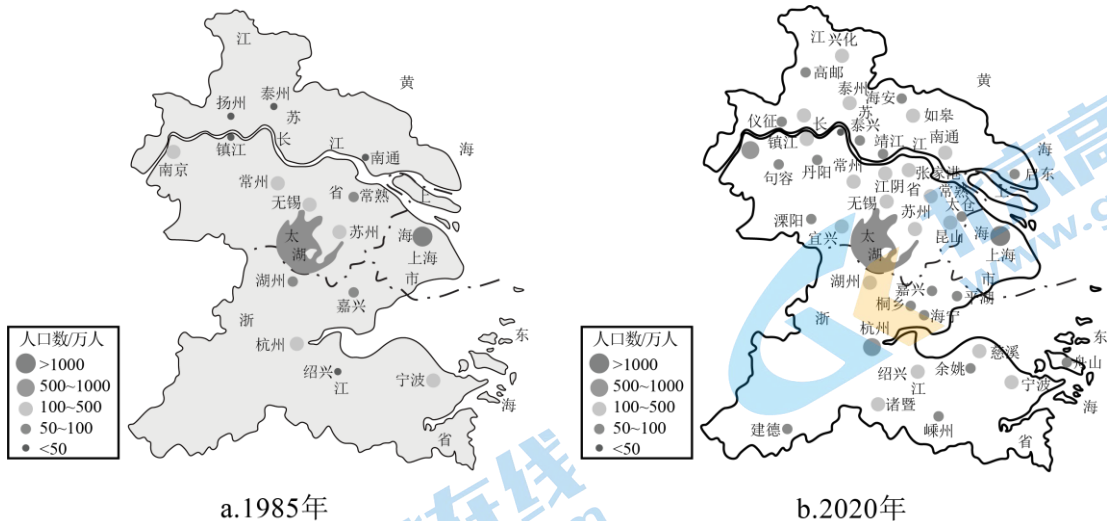 江
黄
泰州
扬州
苏
长
镇江
江
海
南京
南通
常州
省
常熟
上
无锡
太
苏州
海
湖
上海
湖州
市
嘉兴
浙
杭州
东
绍兴
江
宁波
海
省
人口数/万人
>1000
500~1000
100~500
50~100
<50
a.1985年
江
兴化
高邮
黄
泰州
海安
苏
仪征
长
泰兴
如皋
镇江
靖江
江
南通
海
句容
丹阳
常州
江阴
张家港
启东
省
常熟
上
无锡
太仓
溧阳
苏州
宜兴
太
昆山
海
湖
上海
湖州
嘉兴
市
桐乡
平湖
浙
海宁
杭州
慈溪
东
余姚
舟山
绍兴
江
宁波
诸暨
海
建德
嵊州
省
人口数/万人
>1000
500~1000
100~500
50~100
<50
b.2020年
在线
www.g